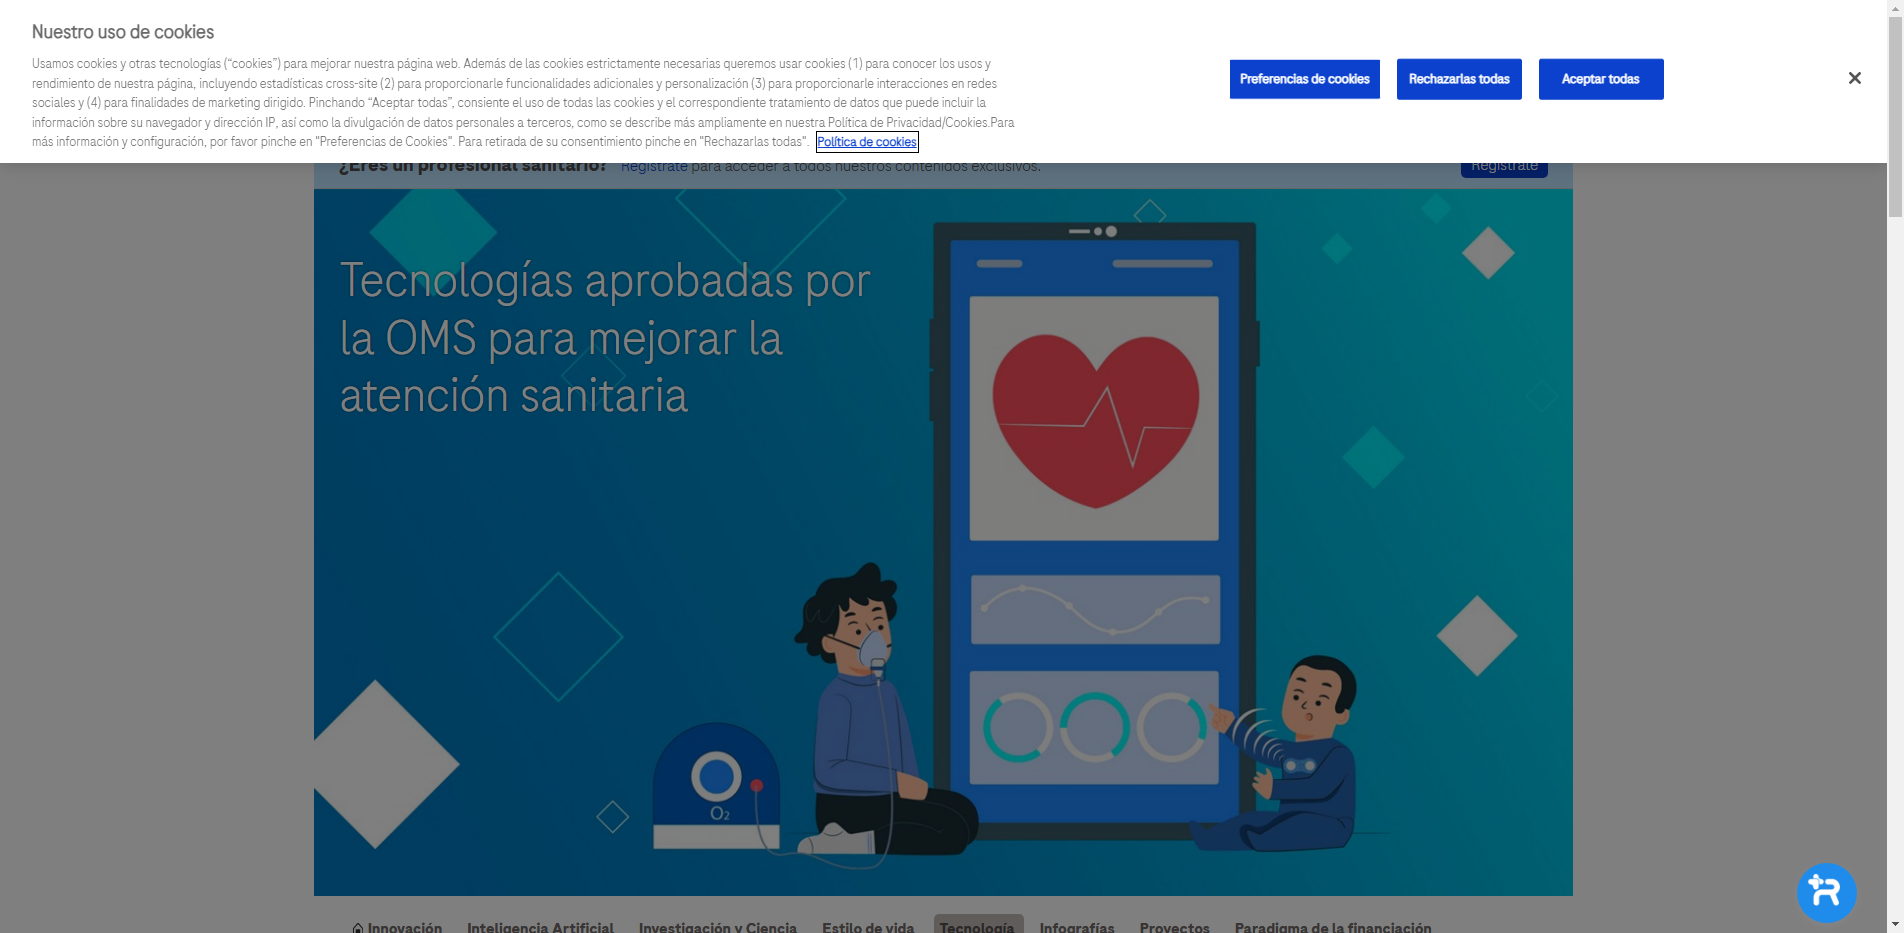 Nuestro uso de cookies
Usamos cookies y otras tecnologías (“cookies”) para mejorar nuestra página web. Además de las cookies estrictamente necesarias queremos usar cookies (1) para conocer los usos y
rendimiento de nuestra página, incluyendo estadísticas cross-site (2) para proporcionarle funcionalidades adicionales y personalización (3) para proporcionarle interacciones en redes
sociales y (4) para finalidades de marketing dirigido. Pinchando “Aceptar todas”, consiente el uso de todas las cookies y el correspondiente tratamiento de datos que puede incluir la
información sobre su navegador y dirección IP, así como la divulgación de datos personales a terceros, como se describe más ampliamente en nuestra Política de Privacidad/Cookies.Para
más información y configuración, por favor pinche en "Preferencias de Cookies". Para retirada de su consentimiento pinche en "Rechazarlas todas". Política de cookies
Preferencias de cookies Rechazarlas todas Aceptar todas
¿Eres un profesional sanitario? Regístrate para acceder a todos nuestros contenidos exclusivos. Regístrate
Tecnologías aprobadas por
la OMS para mejorar la
atención sanitaria
O2
Innovación Inteligencia Artificial Investigación y Ciencia Estilo de vida Tecnología Infografías Proyectos Paradigma de la financiación